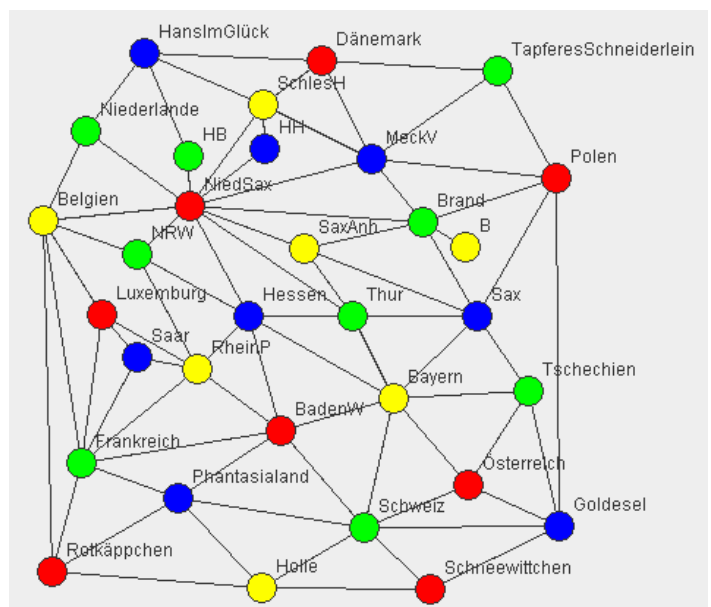 HansImGlück
Dänemark
TapferesSchneiderlein
SchlesH
Niederlande
HB
HH
MeckV
Polen
NiedSax
Belgien
Brand
NRW
SaxAnh
B
Luxemburg
Hessen
Thur
Sax
Saar
RheinP
Bayern
Tschechien
BadenW
Frankreich
Österreich
Phantasialand
Schweiz
Goldesel
Rotkäppchen
Holle
Schneewittchen